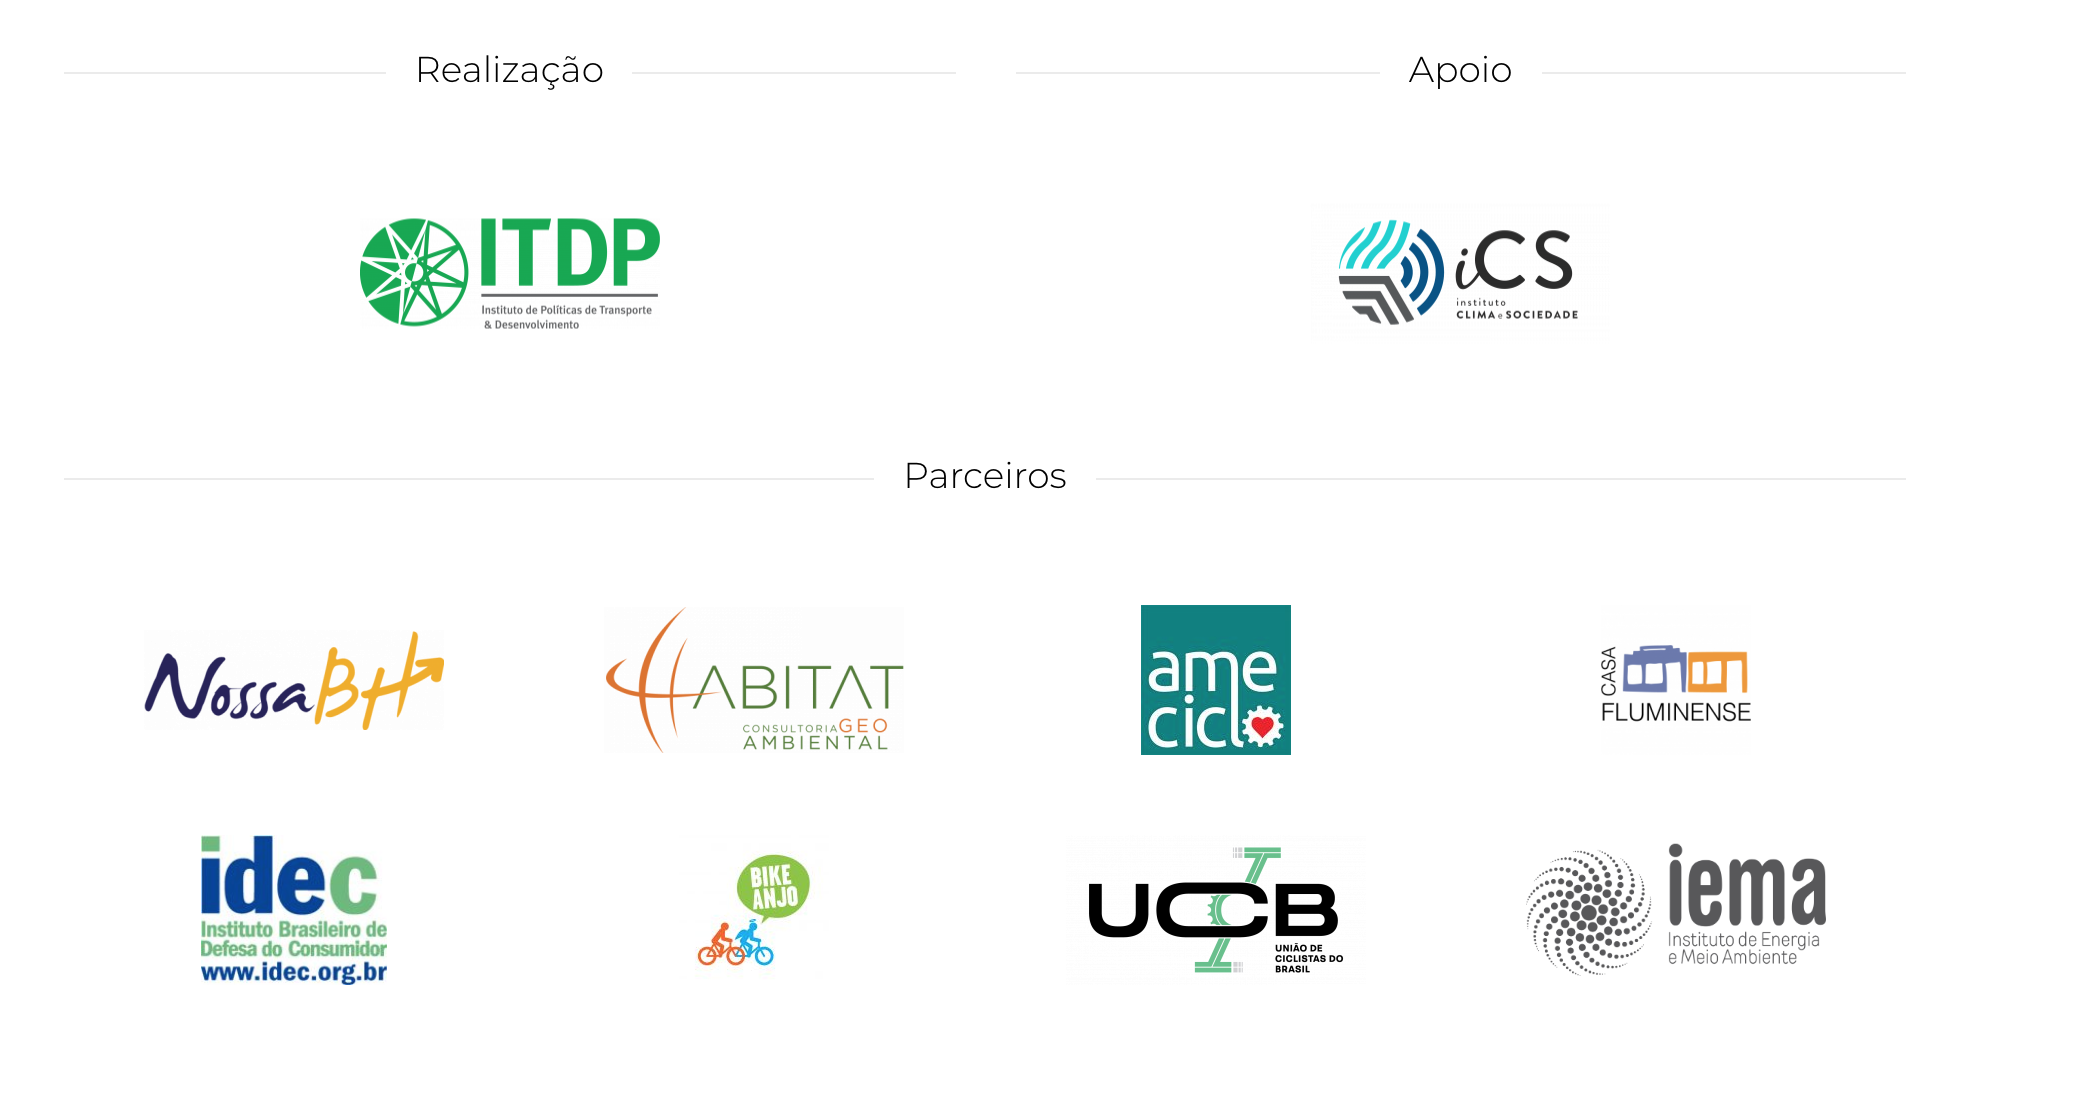 Realização
Apoio
ITDP
Instituto de Políticas de Transporte
& Desenvolvimento
iCS
instituto
CLIMA e SOCIEDADE
Parceiros
NossaBH
HABITAT
CONSULTORIA GEO
AMBIENTAL
ame
ciclo
CASA
FLUMINENSE
idec
Instituto Brasileiro de
Defesa do Consumidor
www.idec.org.br
BIKE
ANJO
UCB
UNIÃO DE
CICLISTAS DO
BRASIL
iema
Instituto de Energia
e Meio Ambiente